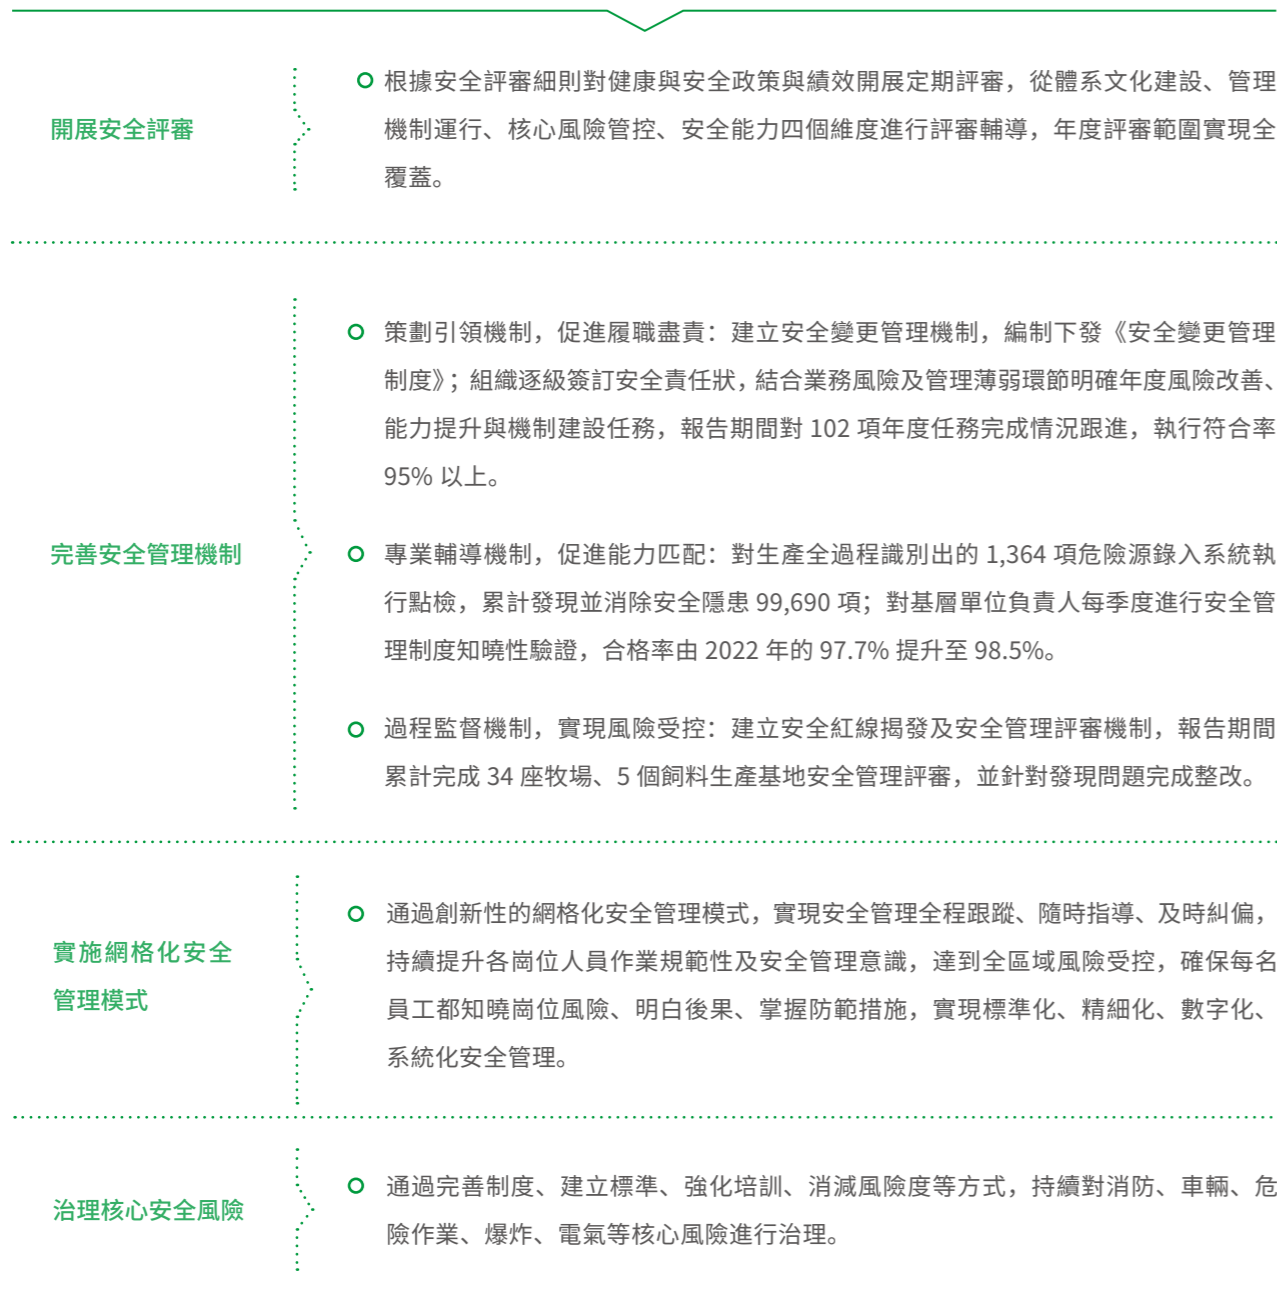 開展安全評審
根據安全評審細則對健康與安全政策與績效開展定期評審，從體系文化建設、管理
機制運行、核心風險管控、安全能力四個維度進行評審輔導，年度評審範圍實現全
覆蓋。
完善安全管理機制
策劃引領機制，促進履職盡責：建立安全變更管理機制，編制下發《安全變更管理
制度》；組織逐級簽訂安全責任狀，結合業務風險及管理薄弱環節明確年度風險改善、
能力提升與機制建設任務，報告期間對 102 項年度任務完成情況跟進，執行符合率
95% 以上。
專業輔導機制，促進能力匹配：對生產全過程識別出的 1,364 項危險源錄入系統執
行點檢，累計發現並消除安全隱患 99,690 項；對基層單位負責人每季度進行安全管
理制度知曉性驗證，合格率由 2022 年的 97.7% 提升至 98.5%。
過程監督機制，實現風險受控：建立安全紅線揭發及安全管理評審機制，報告期間
累計完成 34 座牧場、5 個飼料生產基地安全管理評審，並針對發現問題完成整改。
實施網格化安全
管理模式
通過創新性的網格化安全管理模式，實現安全管理全程跟蹤、隨時指導、及時糾偏，
持續提升各崗位人員作業規範性及安全管理意識，達到全區域風險受控，確保每名
員工都知曉崗位風險、明白後果、掌握防範措施，實現標準化、精細化、數字化、
系統化安全管理。
治理核心安全風險
通過完善制度、建立標準、強化培訓、消減風險度等方式，持續對消防、車輛、危
險作業、爆炸、電氣等核心風險進行治理。